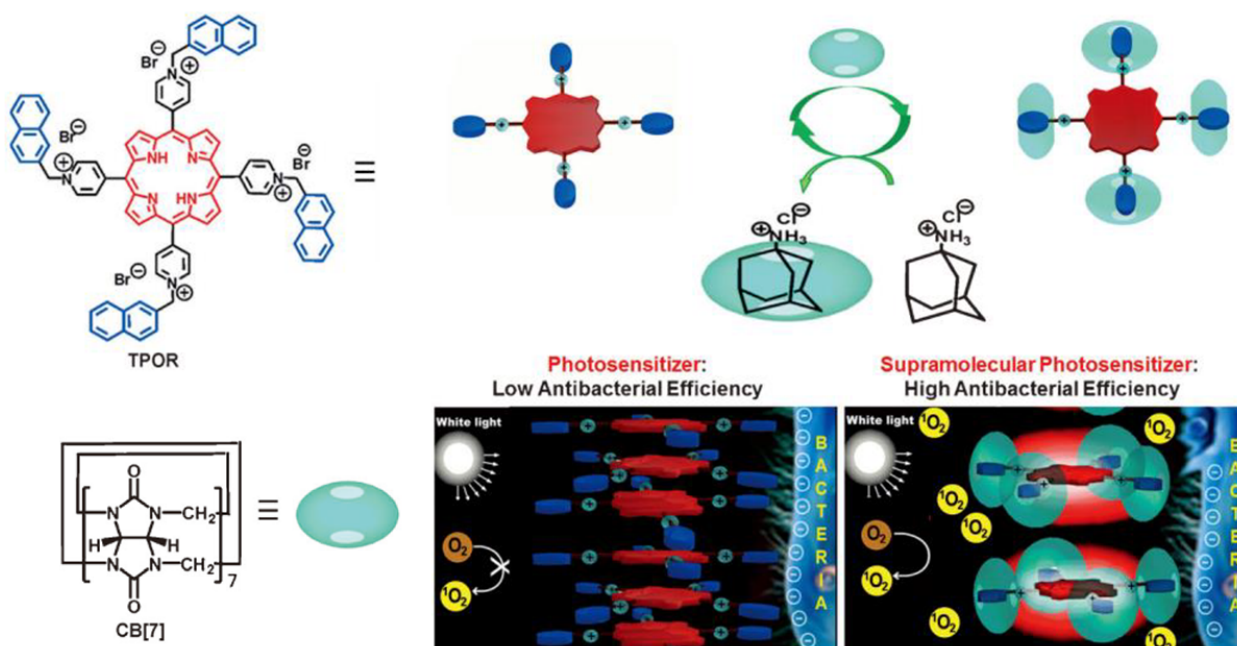 Br⊖
N⊕
Br⊖
N⊕
NH
N
N
HN
Br⊖
N⊕
N⊕
Br⊖
TPOR
≡
+
+
+
+
+
+
+
+
Cl⊖
⊕NH3
Cl⊖
⊕NH3
O
N
N
CH2
H
H
N
N
CH2
7
O
CB[7]
≡
Photosensitizer:
Low Antibacterial Efficiency
White light
O2
1O2
BACTERIA
Supramolecular Photosensitizer:
High Antibacterial Efficiency
White light
O2
1O2
1O2
1O2
1O2
1O2
1O2
1O2
BACTERIA